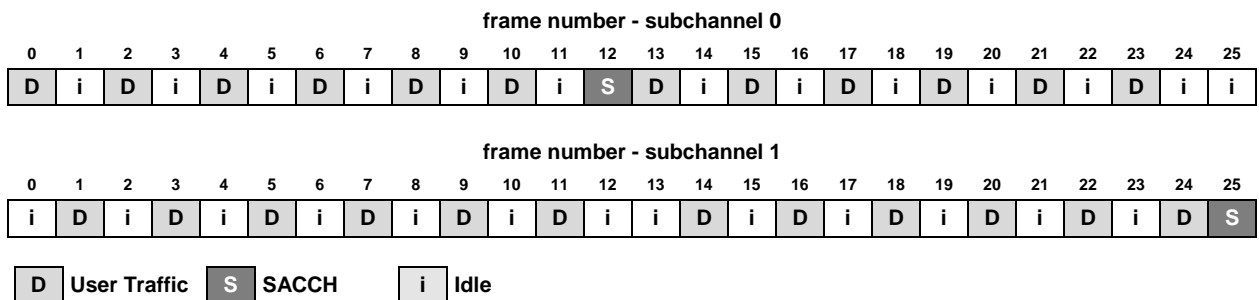 frame number - subchannel 0
0 1 2 3 4 5 6 7 8 9 10 11 12 13 14 15 16 17 18 19 20 21 22 23 24 25
D i D i D i D i D i D i S D i D i D i D i D i D i i
frame number - subchannel 1
0 1 2 3 4 5 6 7 8 9 10 11 12 13 14 15 16 17 18 19 20 21 22 23 24 25
i D i D i D i D i D i D i i D i D i D i D i D i D S
D User Traffic S SACCH i Idle